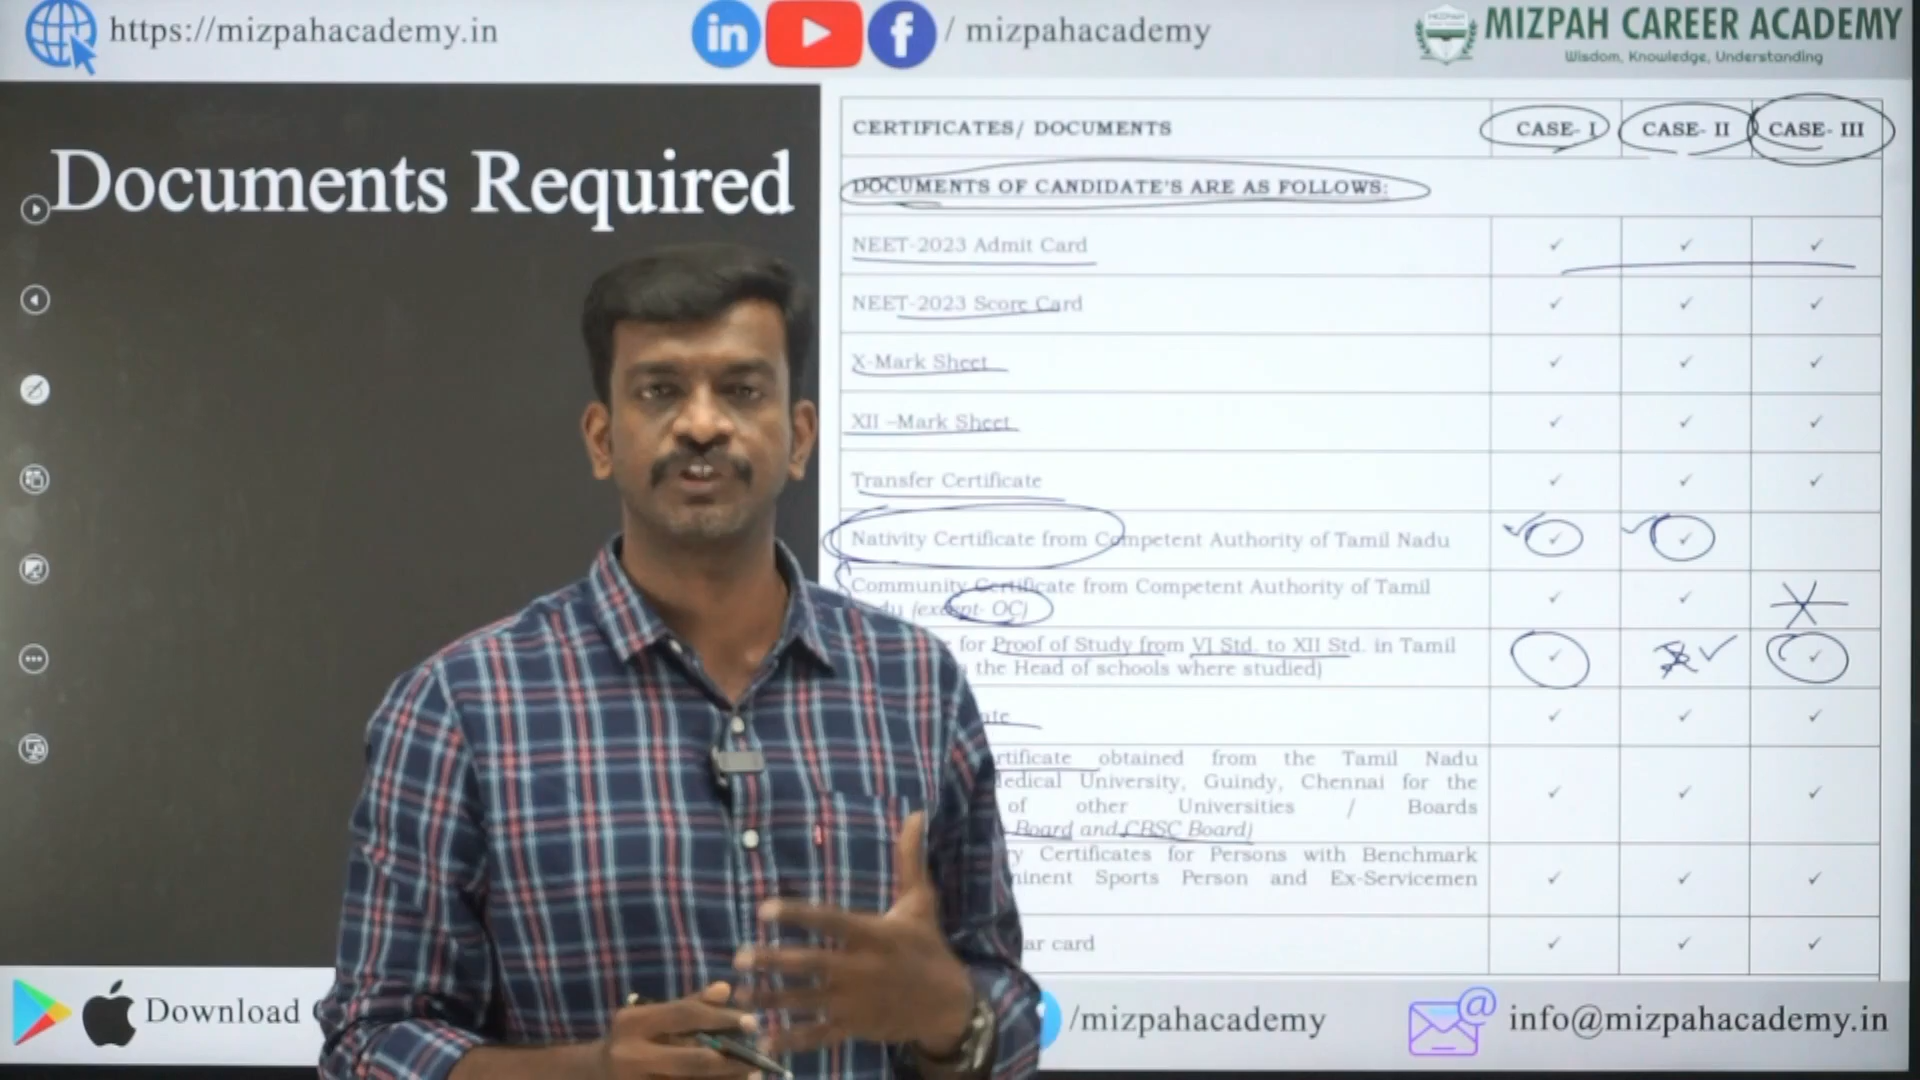 https://mizpahacademy.in
in
f
/ mizpahacademy
MIZPAH CAREER ACADEMY
Wisdom, Knowledge, Understanding
Documents Required
CERTIFICATES/ DOCUMENTS CASE- I CASE- II CASE- III
DOCUMENTS OF CANDIDATE'S ARE AS FOLLOWS:
NEET-2023 Admit Card ✓ ✓ ✓
NEET-2023 Score Card ✓ ✓ ✓
X-Mark Sheet ✓ ✓ ✓
XII –Mark Sheet ✓ ✓ ✓
Transfer Certificate ✓ ✓ ✓
Nativity Certificate from Competent Authority of Tamil Nadu ✓ ✓
Community Certificate from Competent Authority of Tamil
(except- OC) ✓ ✓
for Proof of Study from VI Std. to XII Std. in Tamil
the Head of schools where studied) ✓ ✓ ✓
✓ ✓ ✓
obtained from the Tamil Nadu
Medical University, Guindy, Chennai for the
of other Universities / Boards
Board and CBSC Board) ✓ ✓ ✓
Certificates for Persons with Benchmark
Sports Person and Ex-Servicemen ✓ ✓ ✓
card ✓ ✓ ✓
Download
/mizpahacademy
@
info@mizpahacademy.in